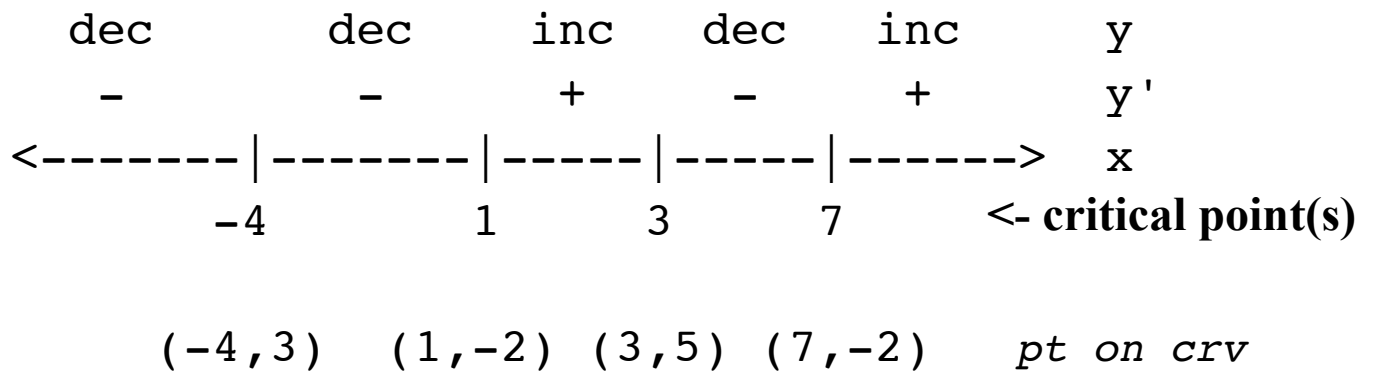 dec dec inc dec inc y
- - + - + y'
<-------|-------|-----|-----|------> x
-4 1 3 7 <- critical point(s)
(-4,3) (1,-2) (3,5) (7,-2) pt on crv